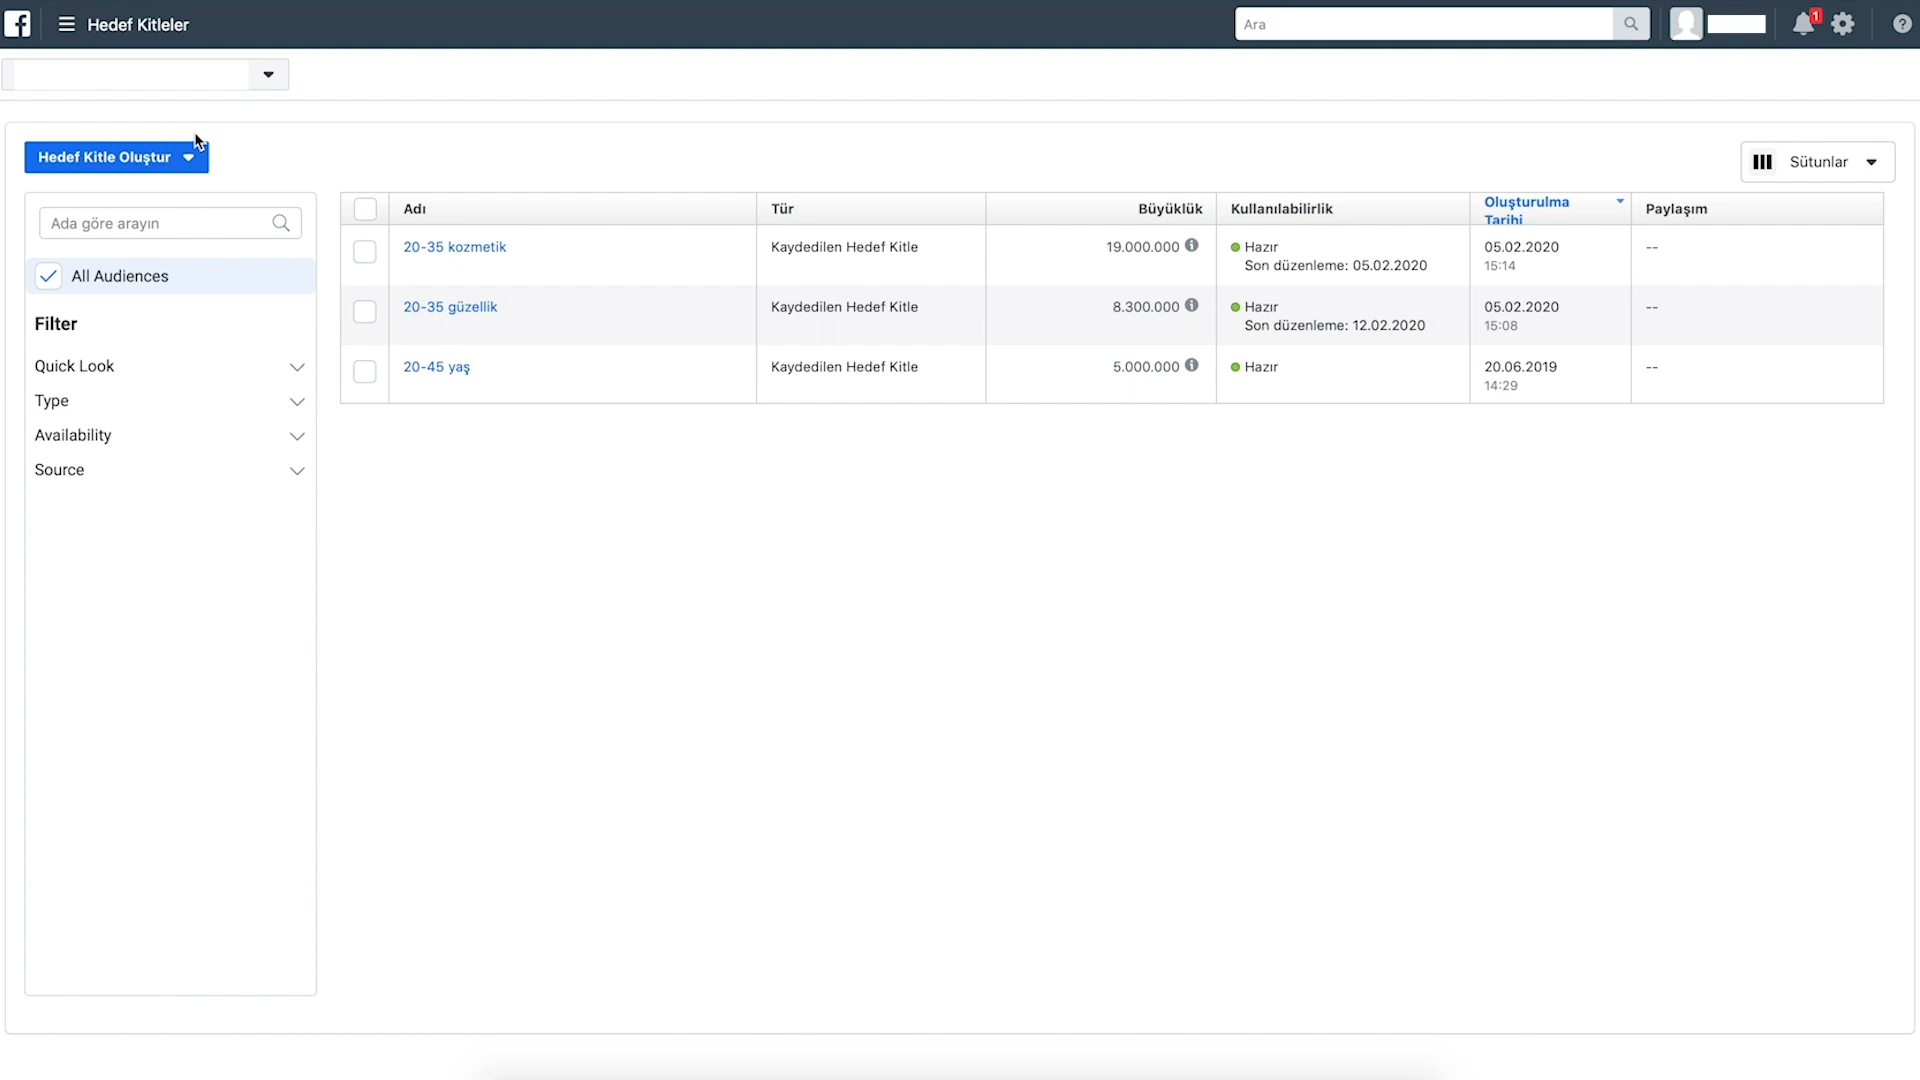 Hedef Kitleler
Ara
1
Hedef Kitle Oluştur
Sütunlar
Ada göre arayın
All Audiences
Filter
Quick Look
Type
Availability
Source
Adı Tür Büyüklük Kullanılabilirlik Oluşturulma Tarihi Paylaşım
20-35 kozmetik Kaydedilen Hedef Kitle 19.000.000 Hazır 05.02.2020 --
Son düzenleme: 05.02.2020 15:14
20-35 güzellik Kaydedilen Hedef Kitle 8.300.000 Hazır 05.02.2020 --
Son düzenleme: 12.02.2020 15:08
20-45 yaş Kaydedilen Hedef Kitle 5.000.000 Hazır 20.06.2019 --
14:29